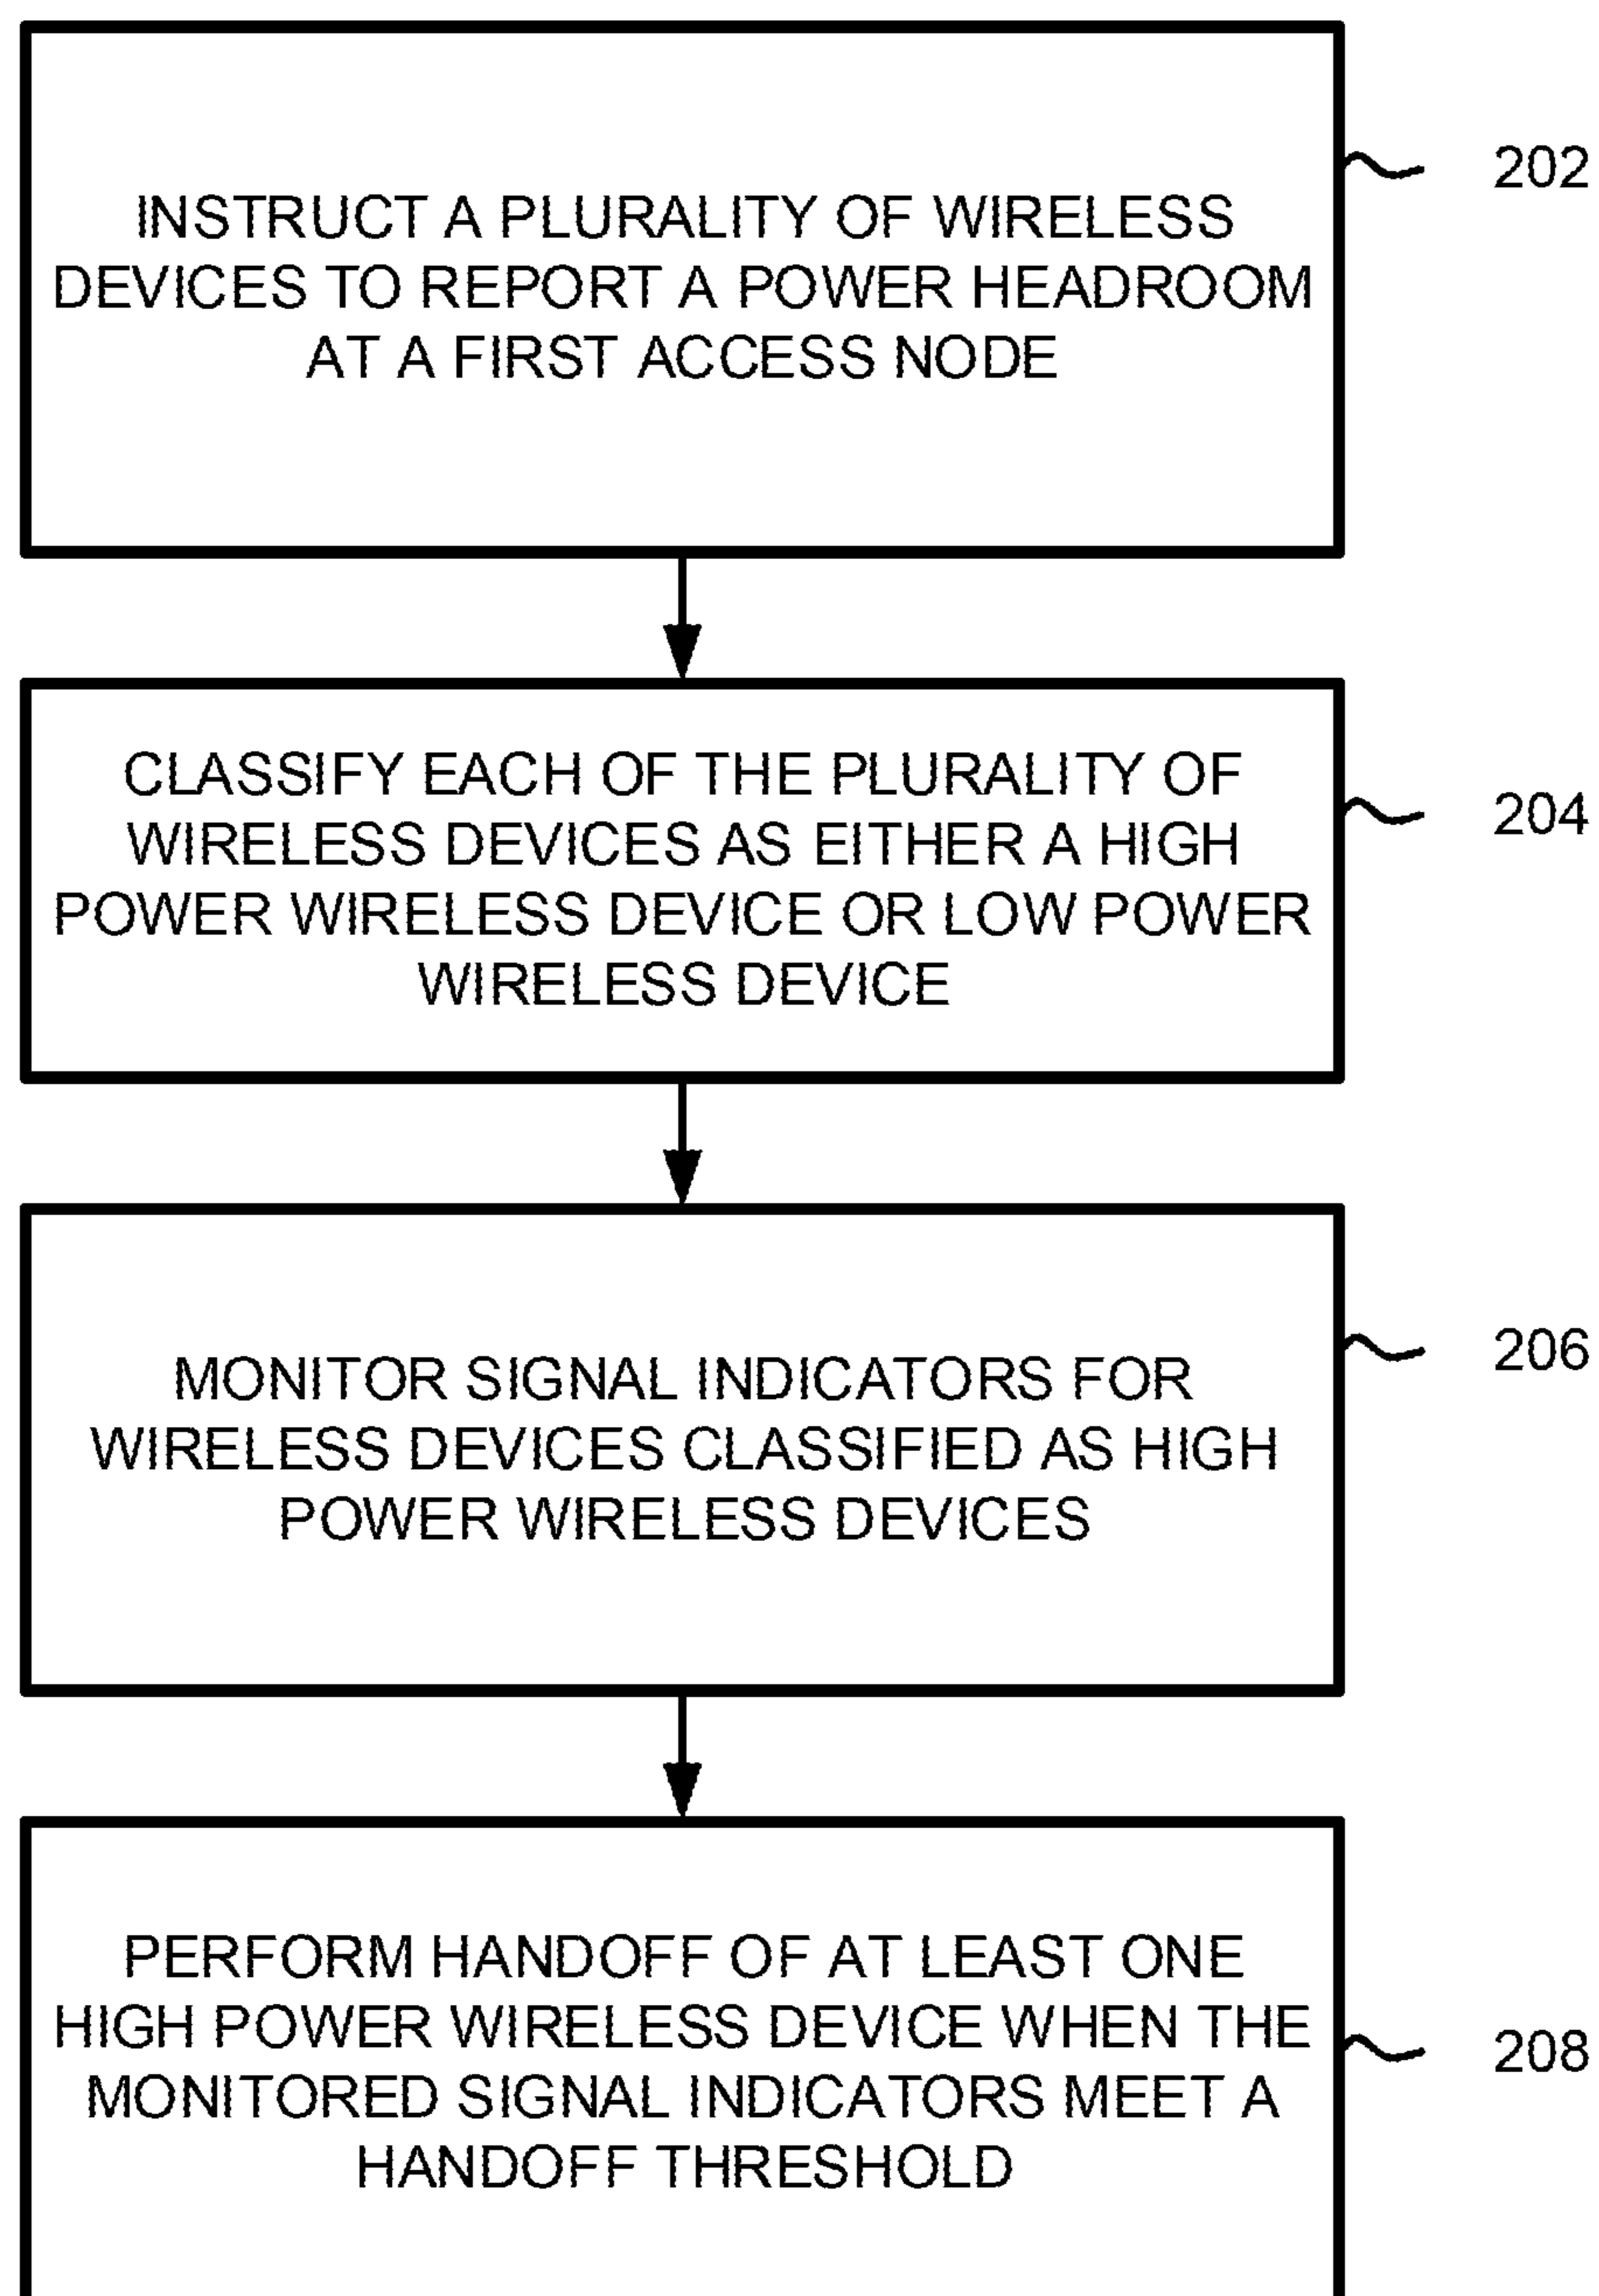 INSTRUCT A PLURALITY OF WIRELESS
DEVICES TO REPORT A POWER HEADROOM
AT A FIRST ACCESS NODE
202
CLASSIFY EACH OF THE PLURALITY OF
WIRELESS DEVICES AS EITHER A HIGH
POWER WIRELESS DEVICE OR LOW POWER
WIRELESS DEVICE
204
MONITOR SIGNAL INDICATORS FOR
WIRELESS DEVICES CLASSIFIED AS HIGH
POWER WIRELESS DEVICES
206
PERFORM HANDOFF OF AT LEAST ONE
HIGH POWER WIRELESS DEVICE WHEN THE
MONITORED SIGNAL INDICATORS MEET A
HANDOFF THRESHOLD
208